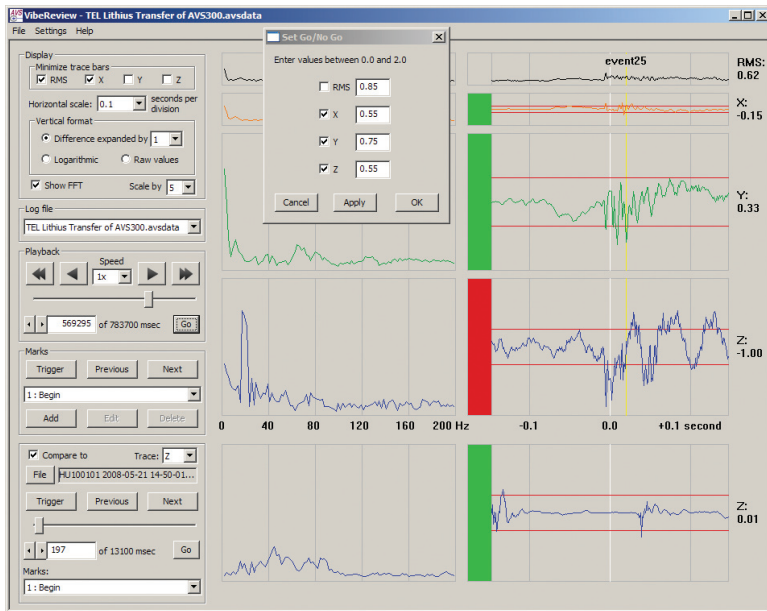 VibeReview - TEL Lithius Transfer of AVS300.avsdata
File Settings Help
Display
Minimize trace bars
RMS X Y Z
Horizontal scale: 0.1 seconds per division
Vertical format
Difference expanded by 1
Logarithmic Raw values
Show FFT Scale by 5
Log file
TEL Lithius Transfer of AVS300.avsdata
Playback
Speed
1x
569295 of 783700 msec Go
Marks
Trigger Previous Next
1 : Begin
Add Edit Delete
Compare to Trace: Z
File HU100101 2008-05-21 14-50-01...
Trigger Previous Next
197 of 13100 msec Go
Marks:
1 : Begin
Set Go/No Go
Enter values between 0.0 and 2.0
RMS 0.85
X 0.55
Y 0.75
Z 0.55
Cancel Apply OK
event25
RMS:
0.62
X:
-0.15
Y:
0.33
Z:
-1.00
0 40 80 120 160 200 Hz
-0.1 0.0 +0.1 second
Z:
0.01